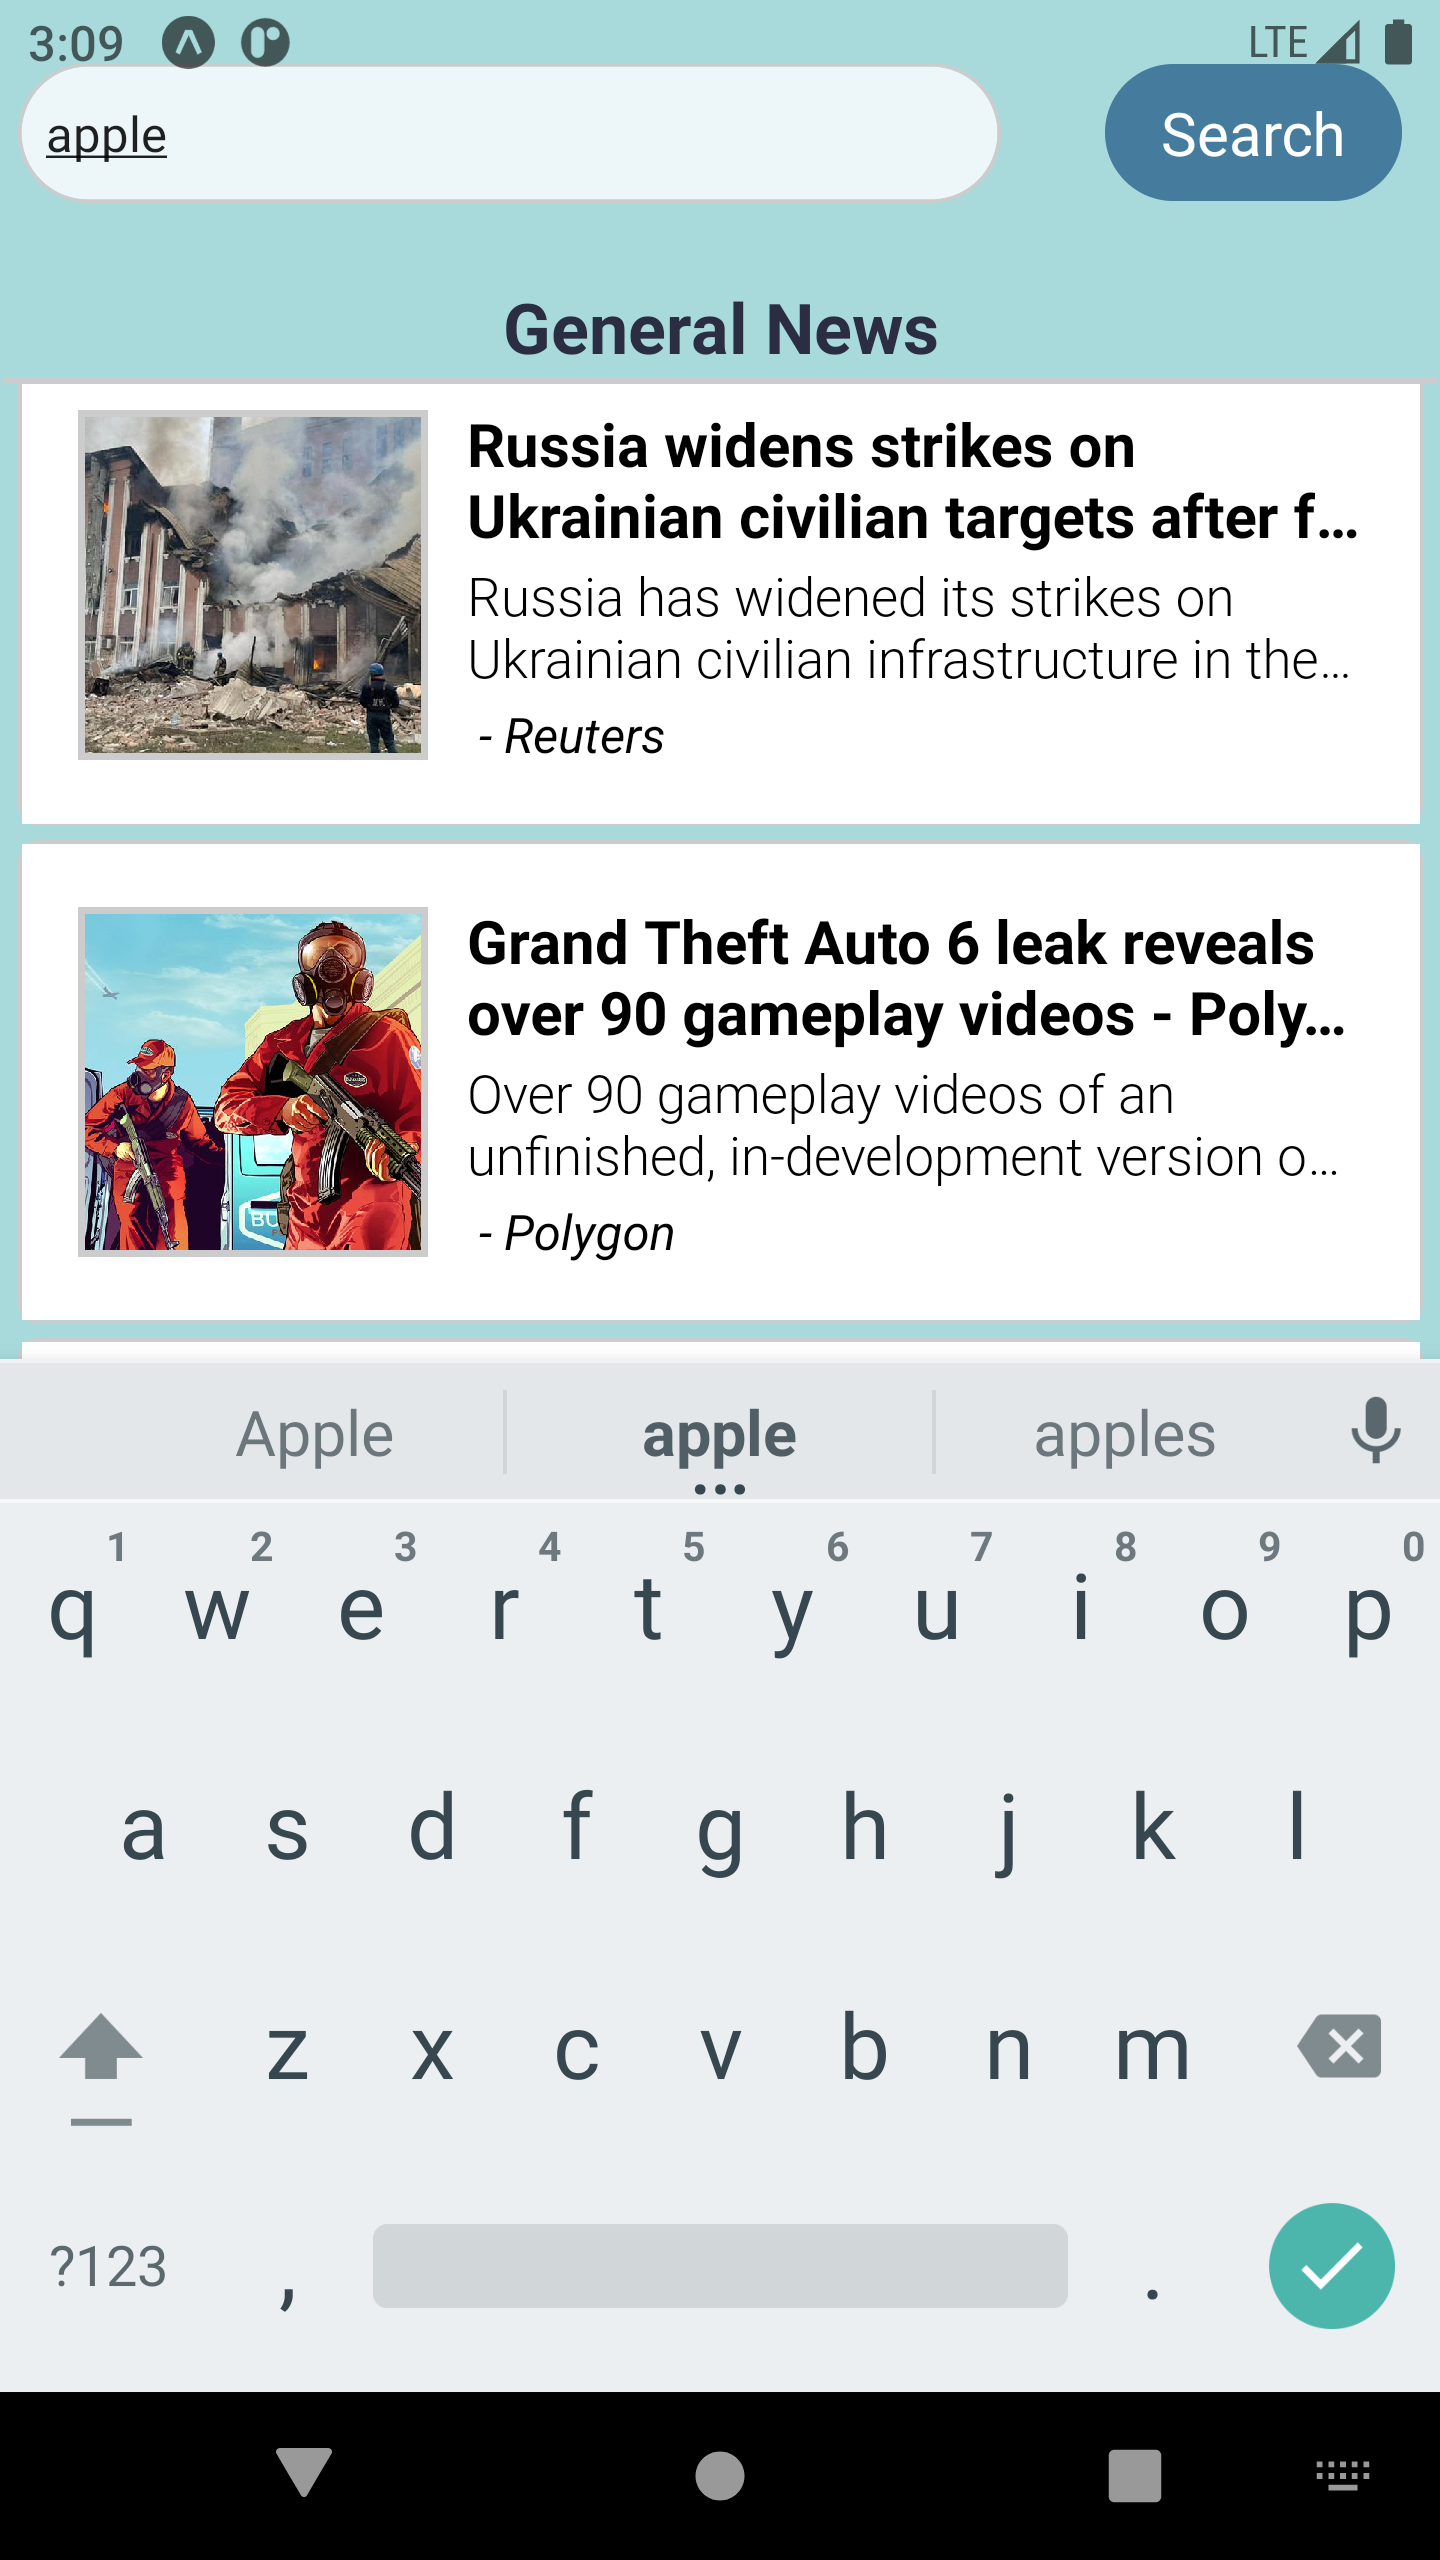 3:09 LTE
apple
Search
General News
Russia widens strikes on
Ukrainian civilian targets after f...
Russia has widened its strikes on
Ukrainian civilian infrastructure in the...
- Reuters
Grand Theft Auto 6 leak reveals
over 90 gameplay videos - Poly...
Over 90 gameplay videos of an
unfinished, in-development version o...
- Polygon
Apple apple apples
1 2 3 4 5 6 7 8 9 0
q w e r t y u i o p
a s d f g h j k l
z x c v b n m
?123 , .